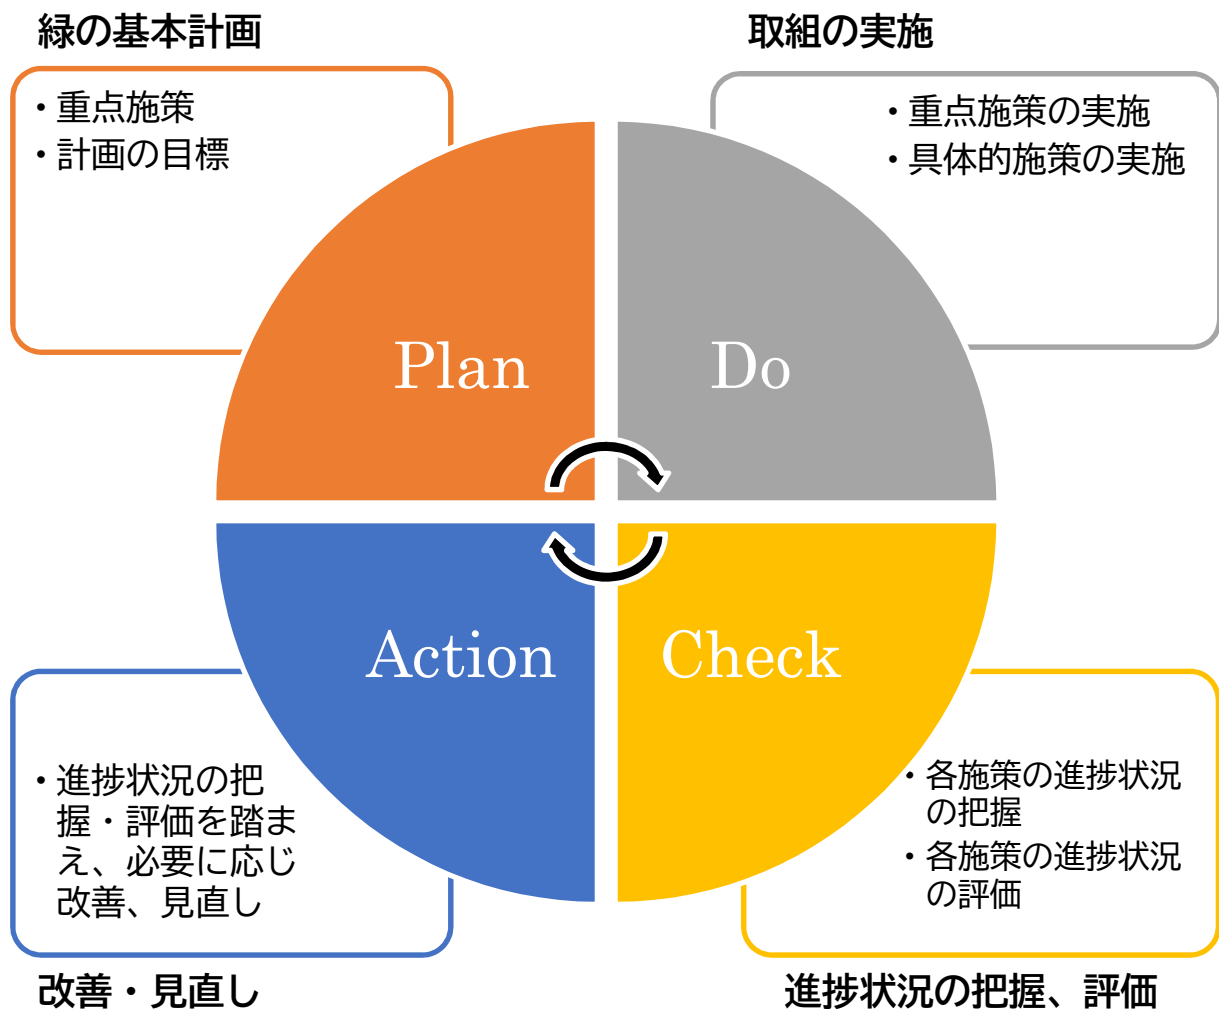 緑の基本計画
・重点施策
・計画の目標
Plan
取組の実施
・重点施策の実施
・具体的施策の実施
Do
Action
・進捗状況の把
握・評価を踏ま
え、必要に応じ
改善、見直し
改善・見直し
Check
・各施策の進捗状況
の把握
・各施策の進捗状況
の評価
進捗状況の把握、評価